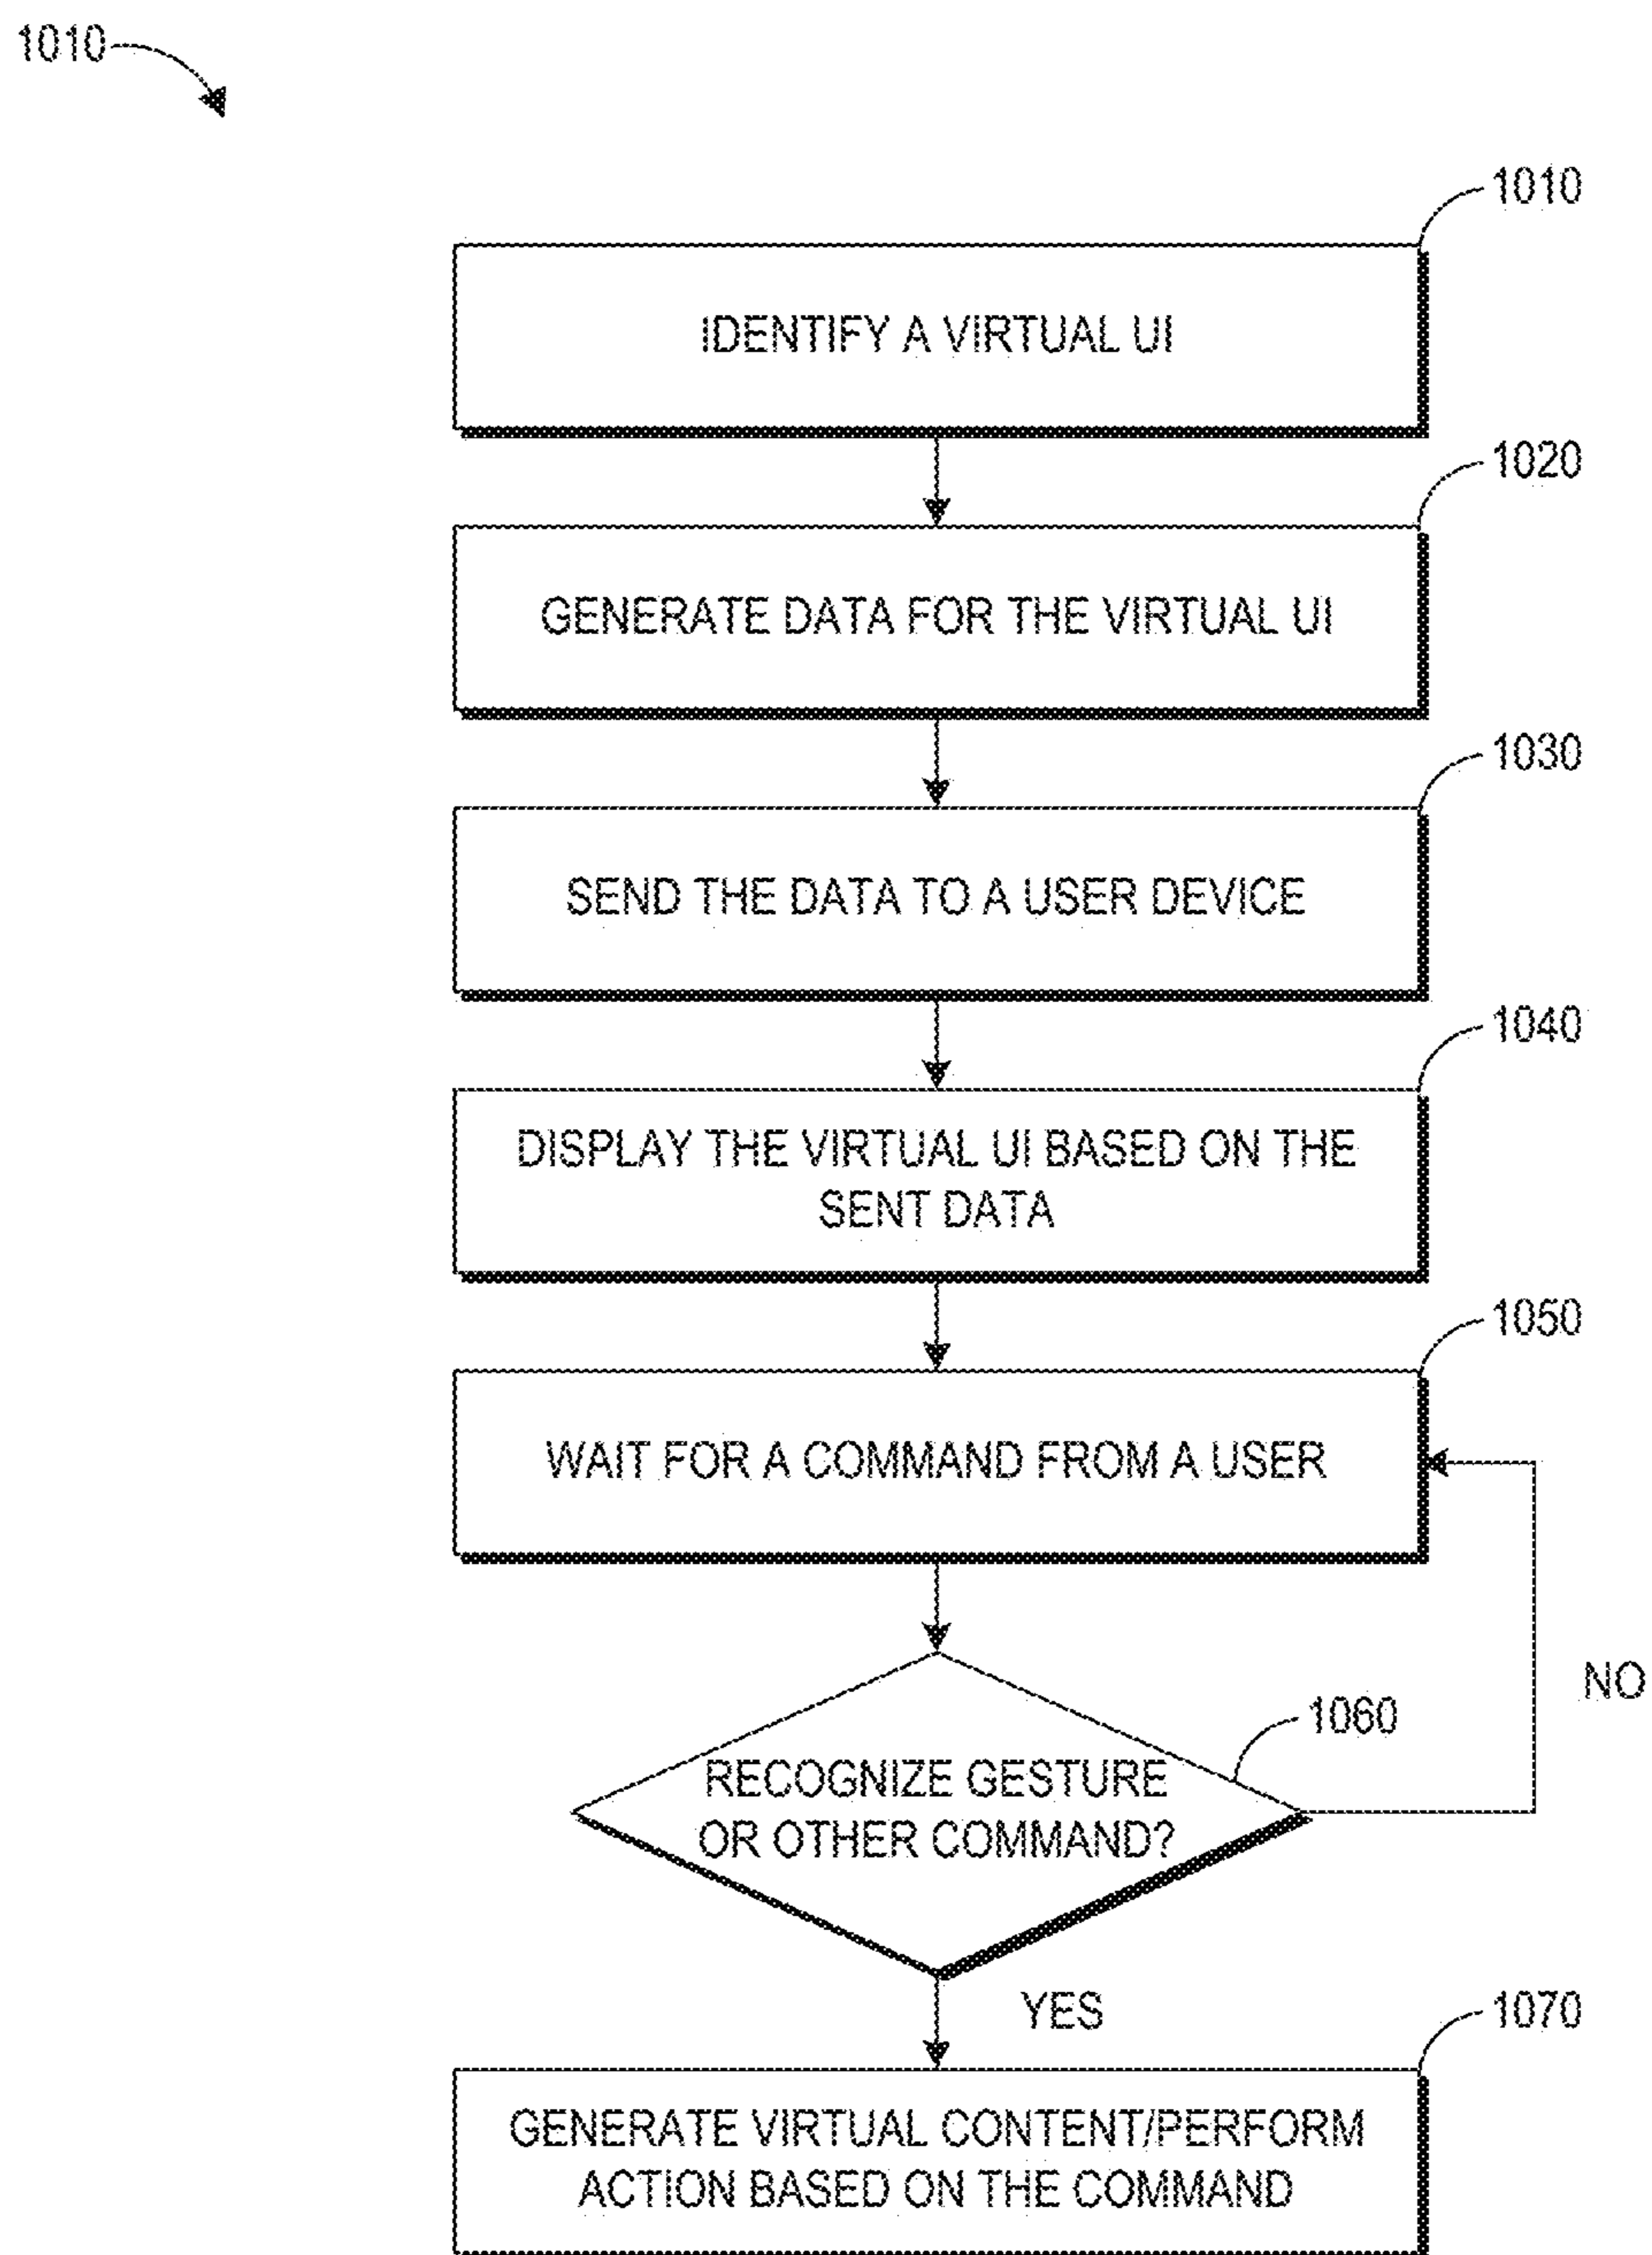 1010
1010
IDENTIFY A VIRTUAL UI
1020
GENERATE DATA FOR THE VIRTUAL UI
1030
SEND THE DATA TO A USER DEVICE
1040
DISPLAY THE VIRTUAL UI BASED ON THE
SENT DATA
1050
WAIT FOR A COMMAND FROM A USER
NO
1060
RECOGNIZE GESTURE
OR OTHER COMMAND?
YES
1070
GENERATE VIRTUAL CONTENT/PERFORM
ACTION BASED ON THE COMMAND